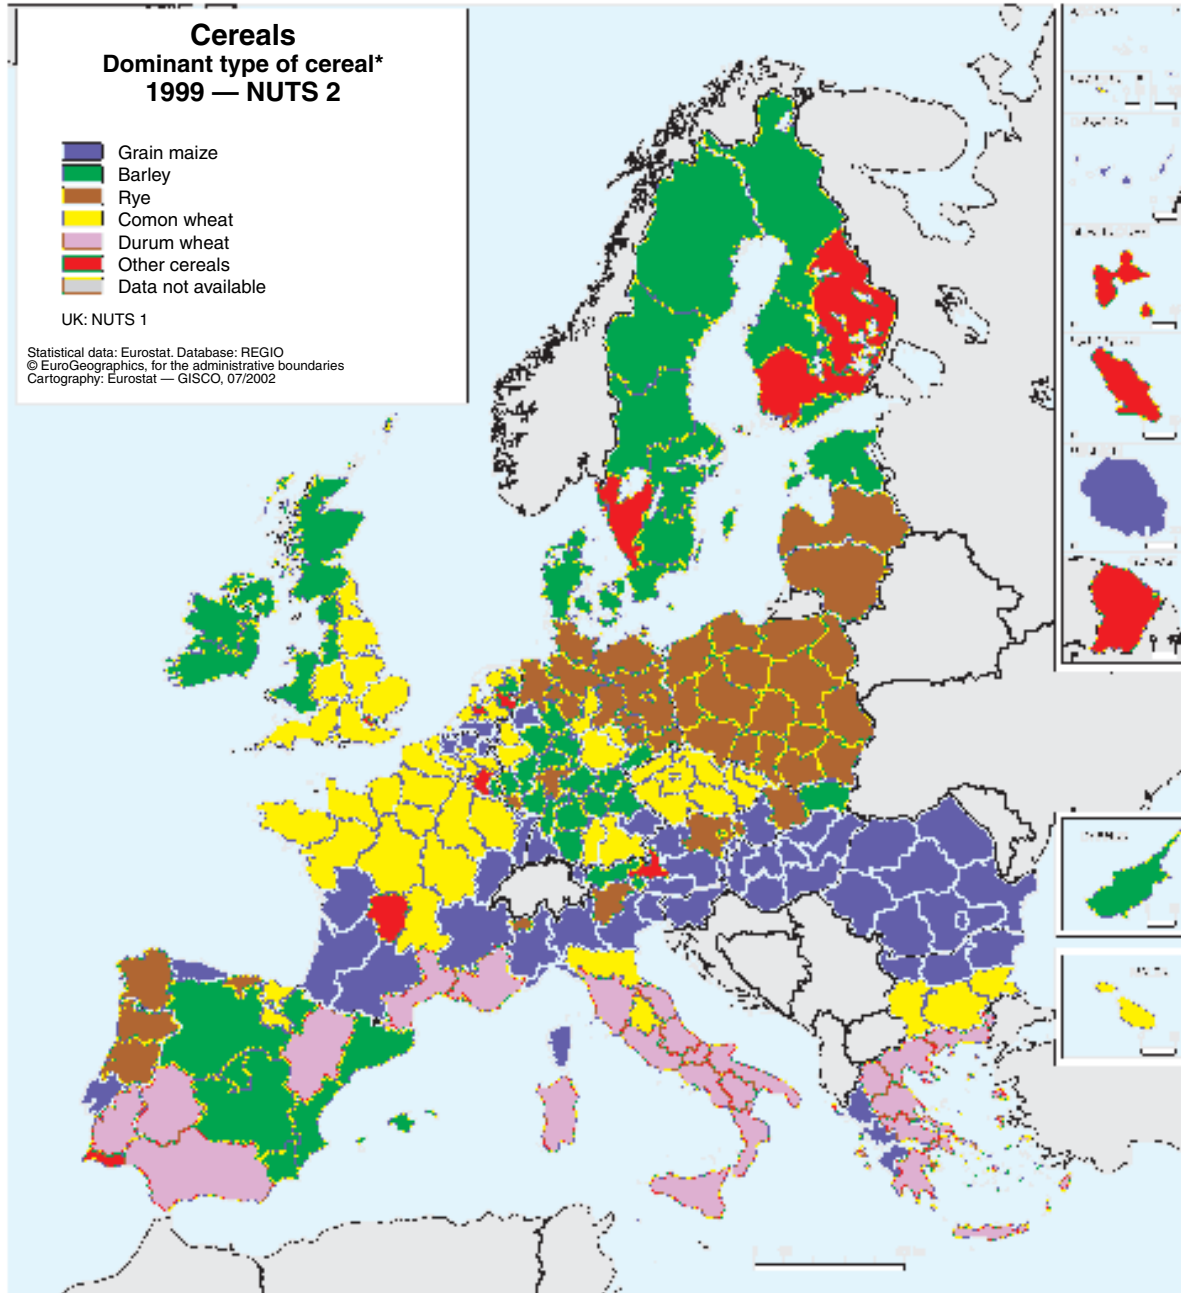 Cereals
Dominant type of cereal*
1999 — NUTS 2
Grain maize
Barley
Rye
Comon wheat
Durum wheat
Other cereals
Data not available
UK: NUTS 1
Statistical data: Eurostat. Database: REGIO
© EuroGeographics, for the administrative boundaries
Cartography: Eurostat — GISCO, 07/2002